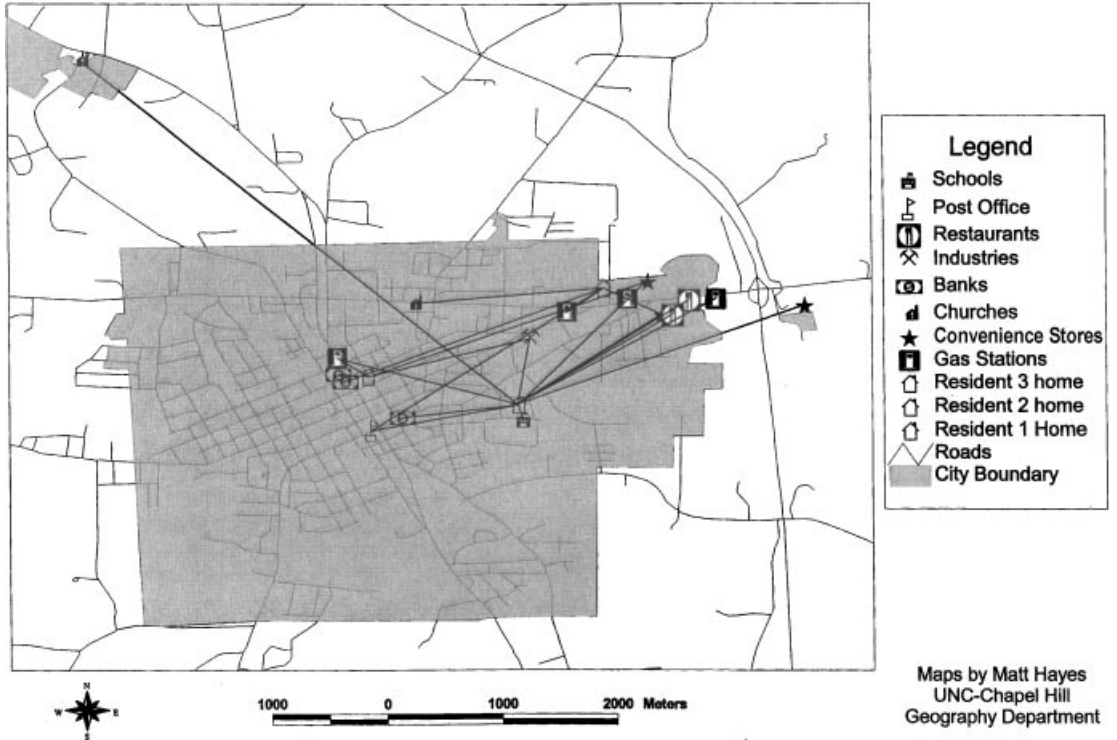 Legend
Schools
Post Office
Restaurants
Industries
Banks
Churches
Convenience Stores
Gas Stations
Resident 3 home
Resident 2 home
Resident 1 Home
Roads
City Boundary
N
W E
S
1000 0 1000 2000 Meters
Maps by Matt Hayes
UNC-Chapel Hill
Geography Department